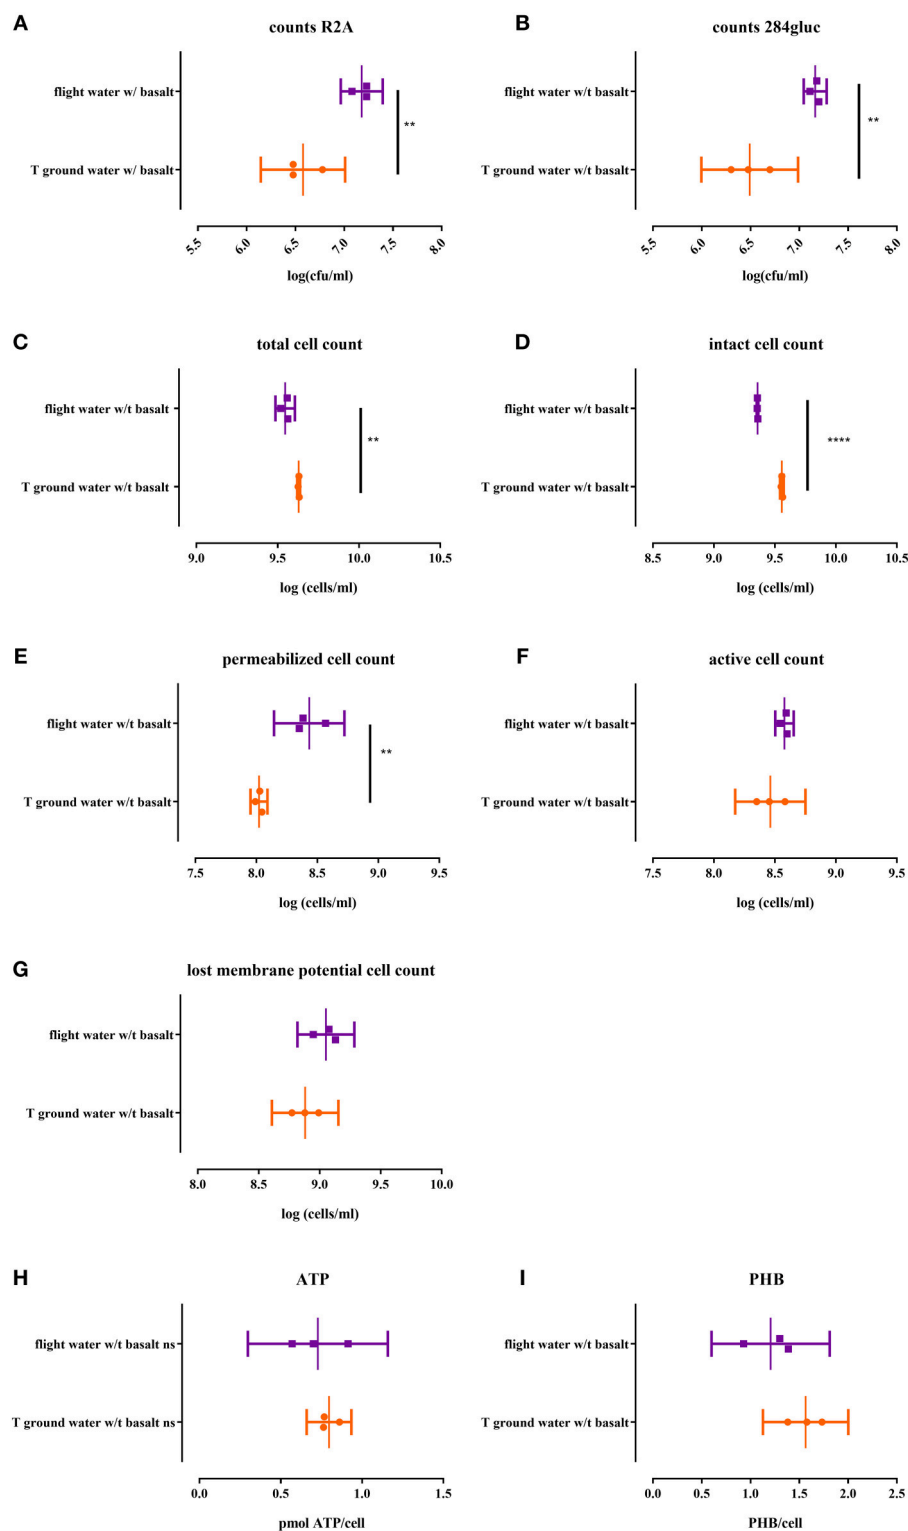 A
counts R2A
flight water w/ basalt
**
T ground water w/ basalt
5.5 6.0 6.5 7.0 7.5 8.0
log(cfu/ml)
B
counts 284gluc
flight water w/t basalt
**
T ground water w/t basalt
5.5 6.0 6.5 7.0 7.5 8.0
log(cfu/ml)
C
total cell count
flight water w/t basalt
**
T ground water w/t basalt
9.0 9.5 10.0 10.5
log (cells/ml)
D
intact cell count
flight water w/t basalt
****
T ground water w/t basalt
8.5 9.0 9.5 10.0 10.5
log (cells/ml)
E
permeabilized cell count
flight water w/t basalt
**
T ground water w/t basalt
7.5 8.0 8.5 9.0 9.5
log (cells/ml)
F
active cell count
flight water w/t basalt
T ground water w/t basalt
7.5 8.0 8.5 9.0 9.5
log (cells/ml)
G
lost membrane potential cell count
flight water w/t basalt
T ground water w/t basalt
8.0 8.5 9.0 9.5 10.0
log (cells/ml)
H
ATP
flight water w/t basalt ns
T ground water w/t basalt ns
0.0 0.5 1.0 1.5
pmol ATP/cell
I
PHB
flight water w/t basalt
T ground water w/t basalt
0.0 0.5 1.0 1.5 2.0 2.5
PHB/cell